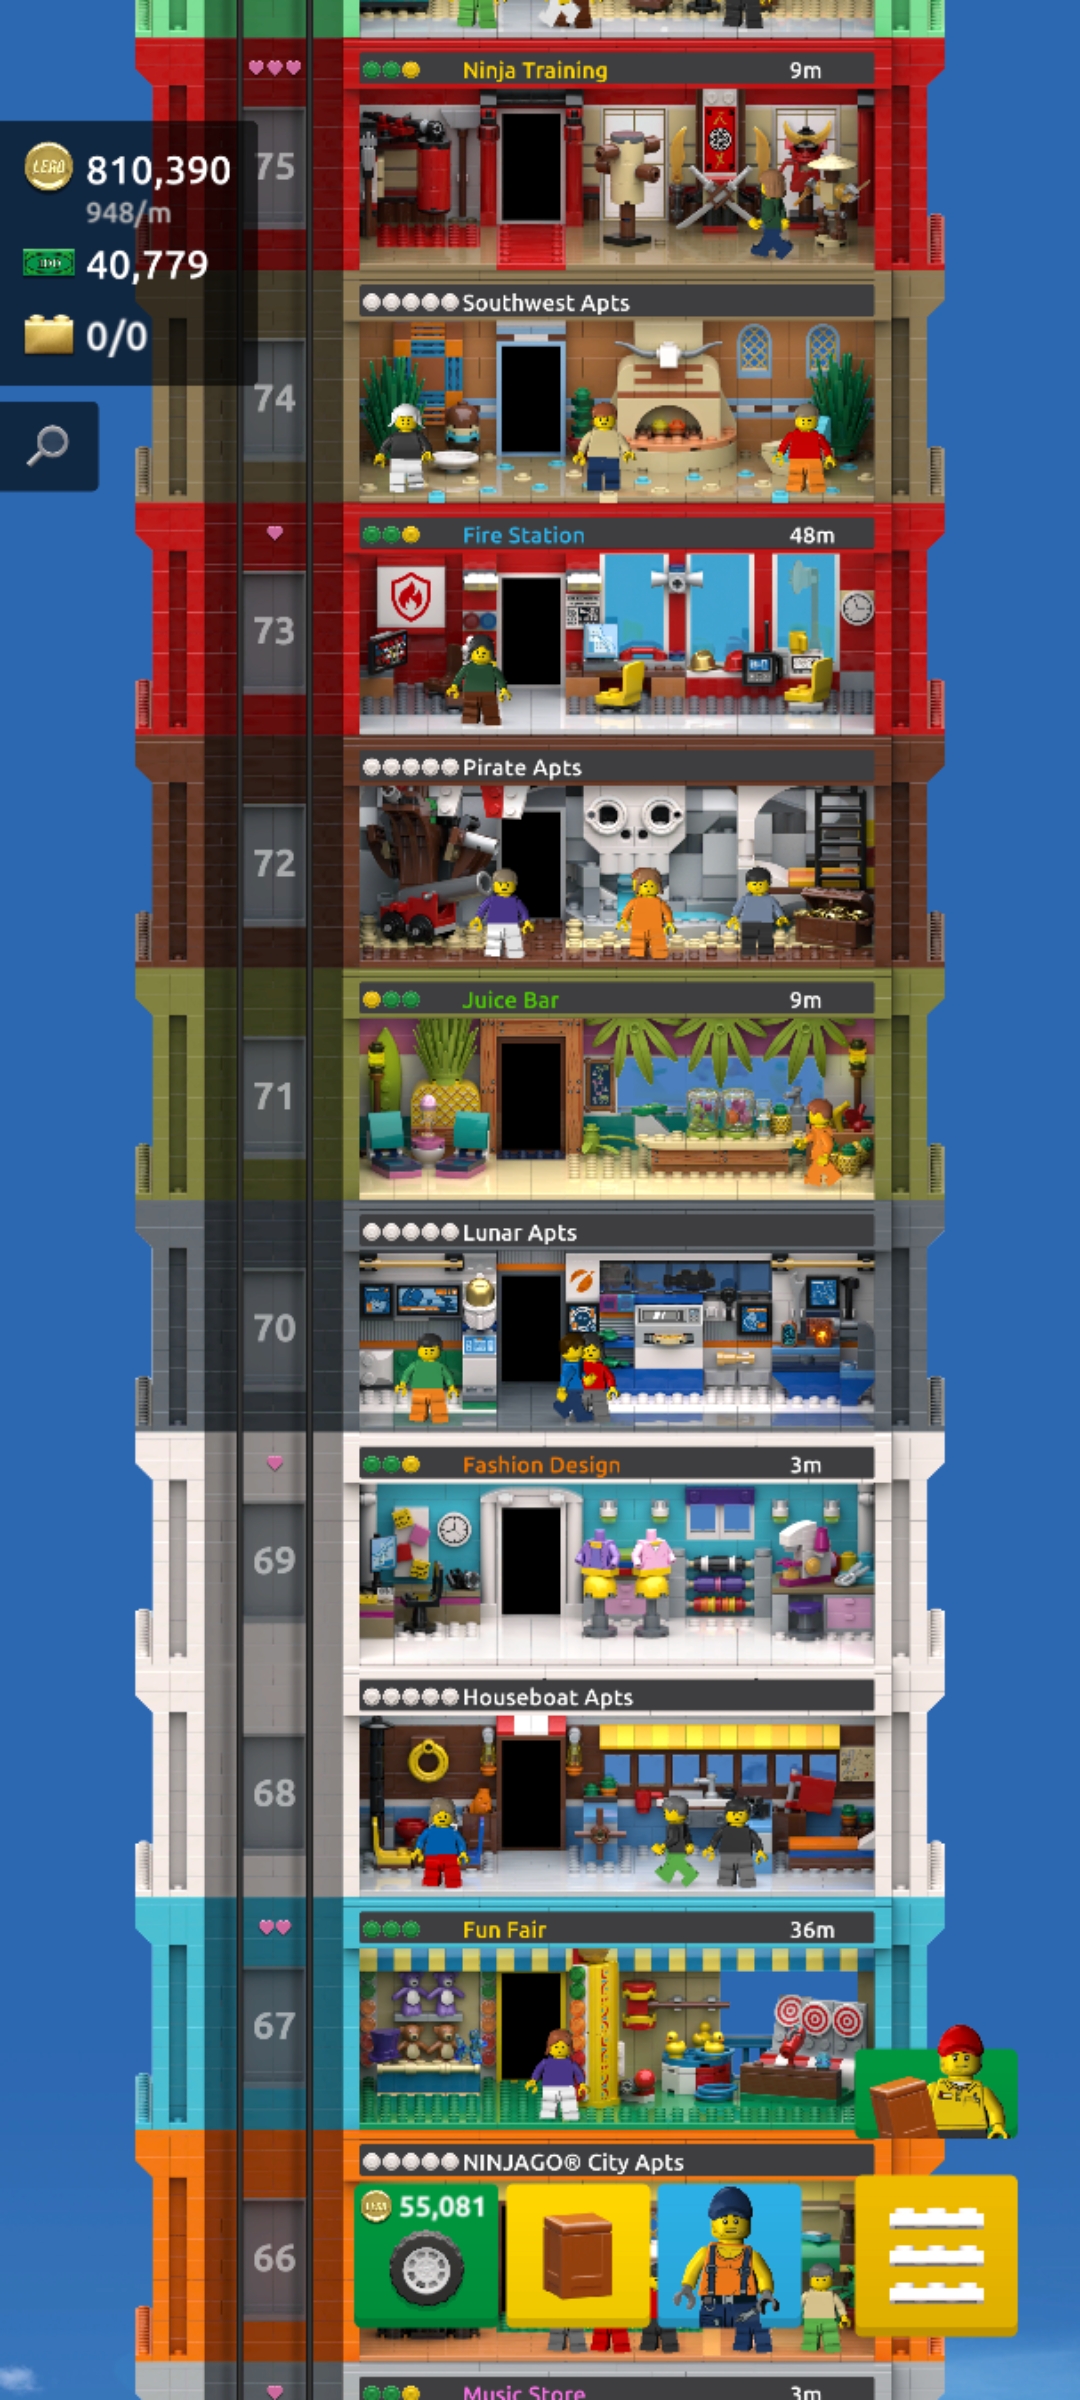 Ninja Training 9m
75
LEGO 810,390
948/m
40,779
0/0
Southwest Apts
74
Fire Station 48m
73
Pirate Apts
72
Juice Bar 9m
71
Lunar Apts
70
Fashion Design 3m
69
Houseboat Apts
68
Fun Fair 36m
67
NINJAGO® City Apts
55,081
66
Music Store 3m